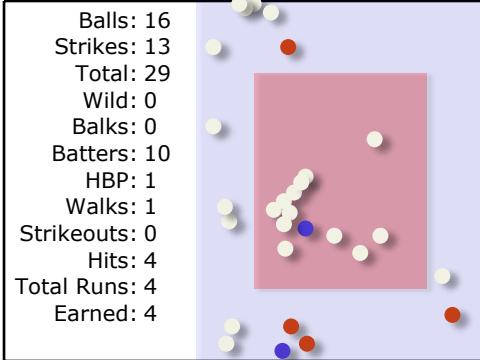 Balls: 16
Strikes: 13
Total: 29
Wild: 0
Balks: 0
Batters: 10
HBP: 1
Walks: 1
Strikeouts: 0
Hits: 4
Total Runs: 4
Earned: 4